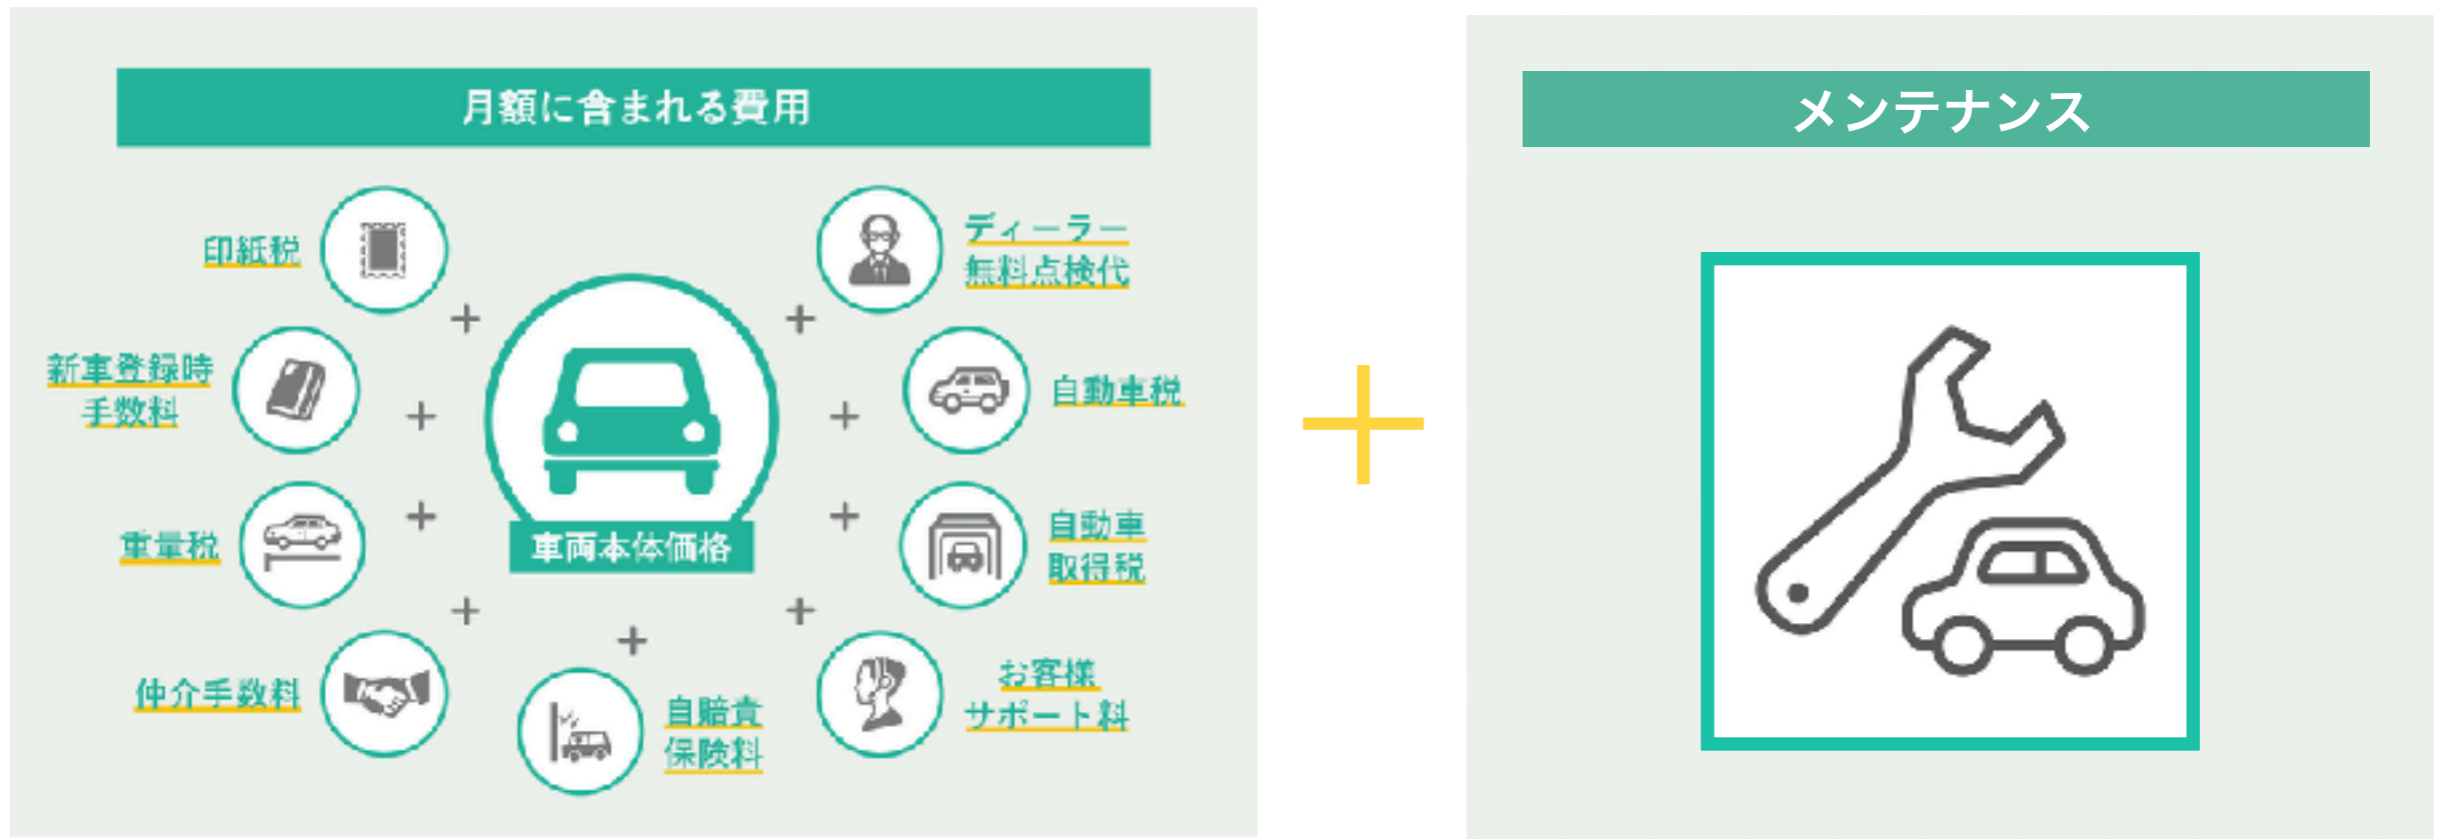 月額に含まれる費用
印紙税
新車登録時
手数料
重量税
仲介手数料
車両本体価格
自賠責
保険料
ディーラー
無料点検代
自動車税
自動車
取得税
お客様
サポート料
メンテナンス